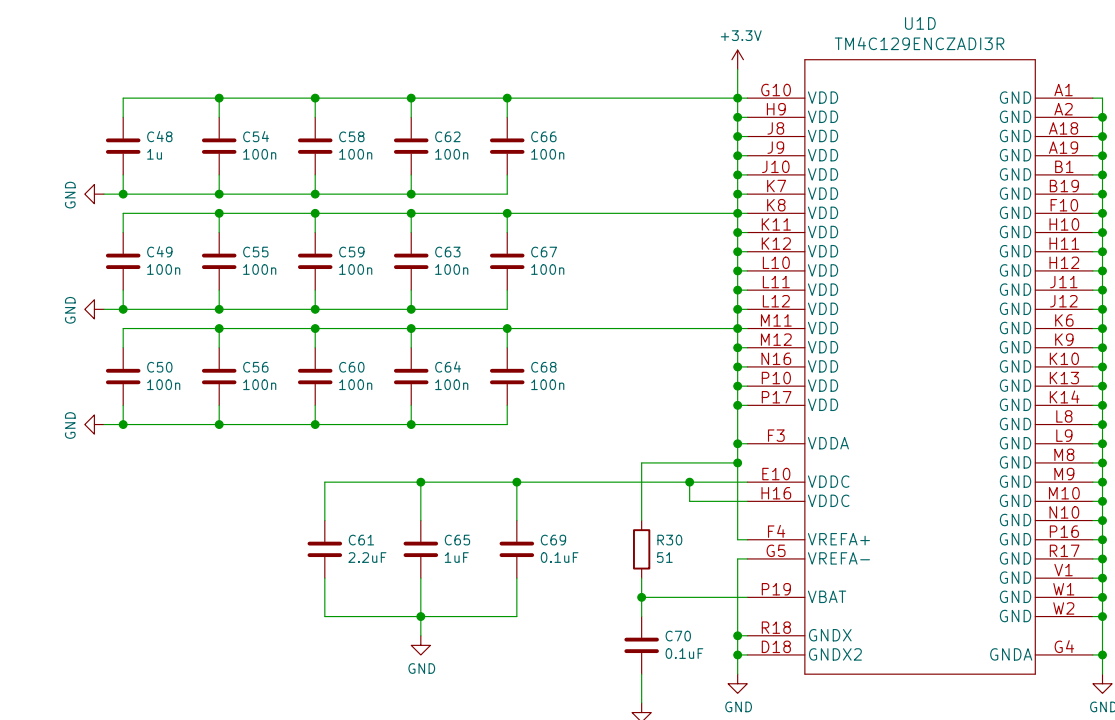 U1D
TM4C129ENCZADI3R
+3.3V
G10 VDD GND A1
H9 VDD GND A2
J8 VDD GND A18
J9 VDD GND A19
J10 VDD GND B1
K7 VDD GND B19
K8 VDD GND F10
K11 VDD GND H10
K12 VDD GND H11
L10 VDD GND H12
L11 VDD GND J11
L12 VDD GND J12
M11 VDD GND K6
M12 VDD GND K9
N16 VDD GND K10
P10 VDD GND K13
P17 VDD GND K14
GND L8
F3 VDDA GND L9
GND M8
E10 VDDC GND M9
H16 VDDC GND M10
GND N10
F4 VREFA+ GND P16
G5 VREFA− GND R17
GND V1
P19 VBAT GND W1
GND W2
R18 GNDX
D18 GNDX2 GNDA G4
GND
GND
C48 C54 C58 C62 C66
1u 100n 100n 100n 100n
GND
C49 C55 C59 C63 C67
100n 100n 100n 100n 100n
GND
C50 C56 C60 C64 C68
100n 100n 100n 100n 100n
GND
C61 C65 C69
2.2uF 1uF 0.1uF
GND
R30
51
C70
0.1uF